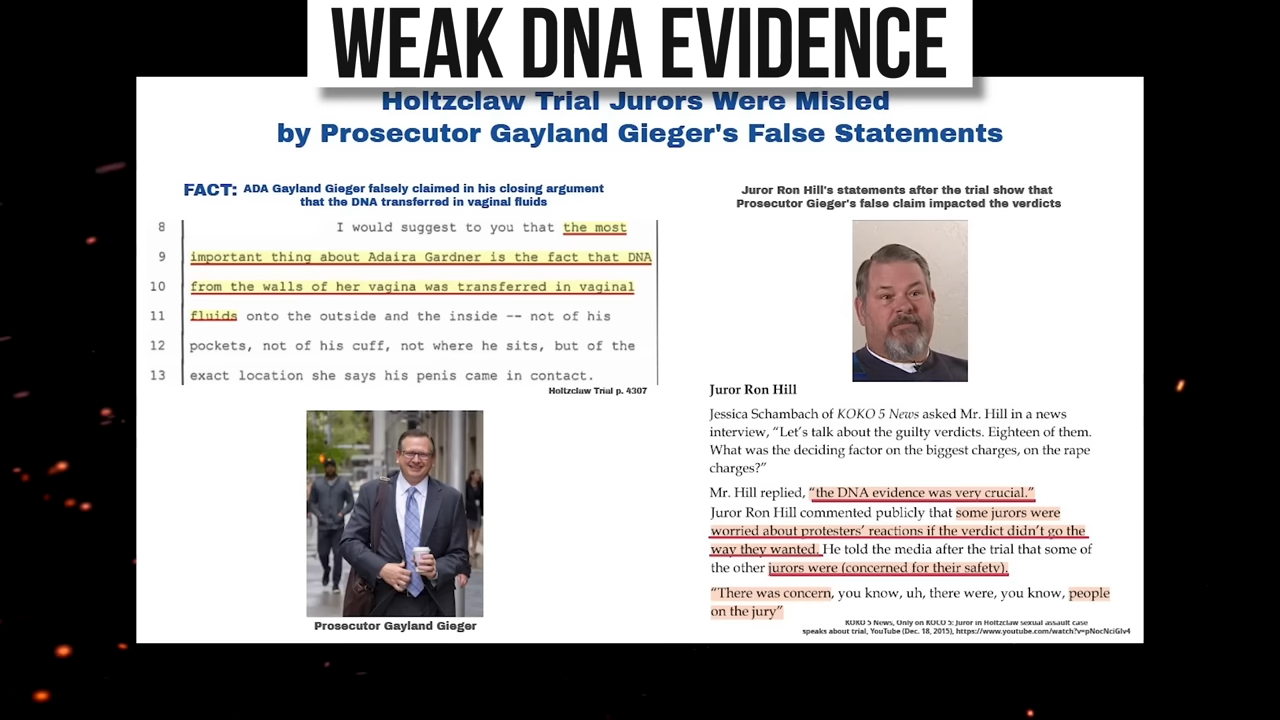 WEAK DNA EVIDENCE
Holtzclaw Trial Jurors Were Misled
by Prosecutor Gayland Gieger's False Statements
FACT: ADA Gayland Gieger falsely claimed in his closing argument
that the DNA transferred in vaginal fluids
8 I would suggest to you that the most
9 important thing about Adaira Gardner is the fact that DNA
10 from the walls of her vagina was transferred in vaginal
11 fluids onto the outside and the inside -- not of his
12 pockets, not of his cuff, not where he sits, but of the
13 exact location she says his penis came in contact.
Holtzclaw Trial p. 4307
Prosecutor Gayland Gieger
Juror Ron Hill's statements after the trial show that
Prosecutor Gieger's false claim impacted the verdicts
Juror Ron Hill
Jessica Schambach of KOKO 5 News asked Mr. Hill in a news
interview, “Let's talk about the guilty verdicts. Eighteen of them.
What was the deciding factor on the biggest charges, on the rape
charges?”
Mr. Hill replied, “the DNA evidence was very crucial.”
Juror Ron Hill commented publicly that some jurors were
worried about protesters' reactions if the verdict didn't go the
way they wanted. He told the media after the trial that some of
the other jurors were (concerned for their safety).
“There was concern, you know, uh, there were, you know, people
on the jury”
KOKO 5 News, Only on KOCO 5: Juror in Holtzclaw sexual assault case
speaks about trial, YouTube (Dec. 18, 2015), https://www.youtube.com/watch?v=pNocNciGlv4